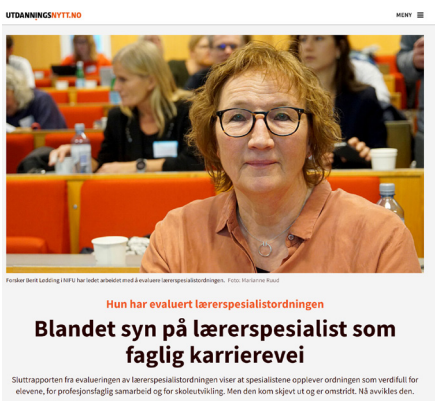 UTDANNINGSNYTT.NO
MENY
Forsker Berit Lødding i NIFU har ledet arbeidet med å evaluere lærerspesialistordningen. Foto: Marianne Ruud
Hun har evaluert lærerspesialistordningen
Blandet syn på lærerspesialist som
faglig karrierevei
Sluttrapporten fra evalueringen av lærerspesialistordningen viser at spesialistene opplever ordningen som verdifull for
elevene, for profesjonsfaglig samarbeid og for skoleutvikling. Men den kom skjevt ut og er omstridt. Nå avvikles den.